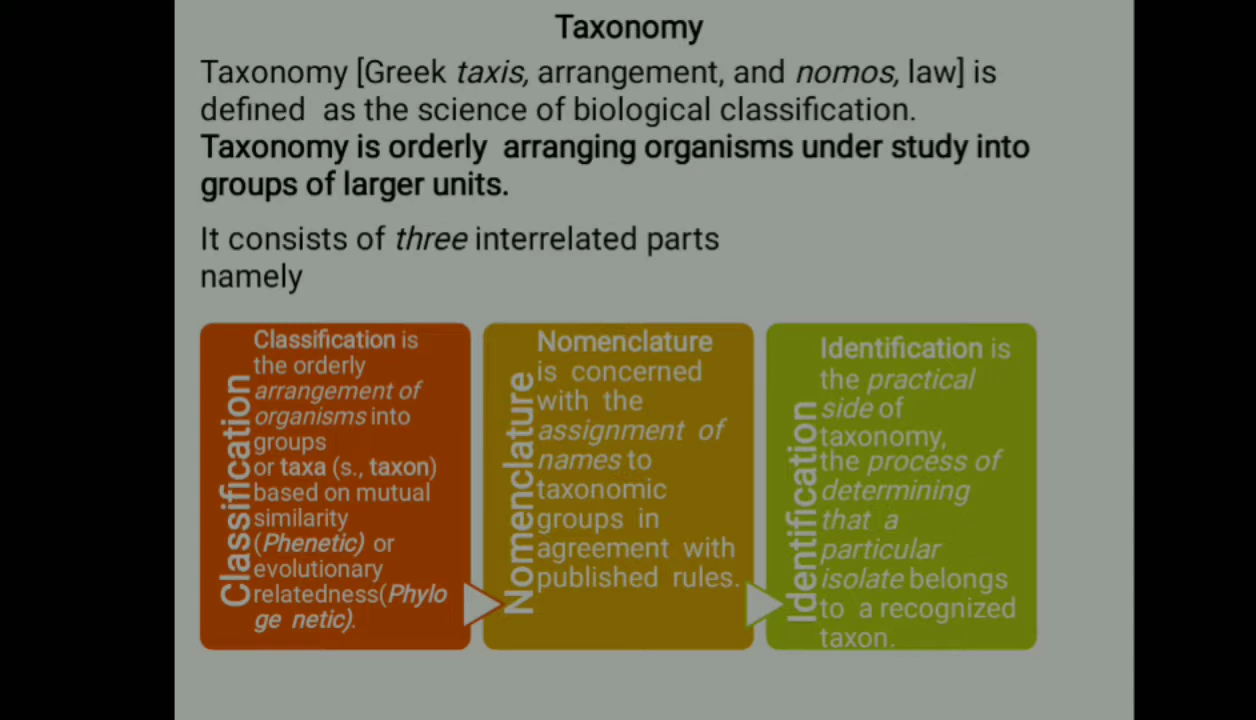 Taxonomy
Taxonomy [Greek taxis, arrangement, and nomos, law] is
defined as the science of biological classification.
Taxonomy is orderly arranging organisms under study into
groups of larger units.
It consists of three interrelated parts
namely
Classification
Classification is
the orderly
arrangement of
organisms into
groups
or taxa (s., taxon)
based on mutual
similarity
(Phenetic) or
evolutionary
relatedness(Phylo
ge netic).
Nomenclature
Nomenclature
is concerned
with the
assignment of
names to
taxonomic
groups in
agreement with
published rules.
Identification
Identification is
the practical
side of
taxonomy,
the process of
determining
that a
particular
isolate belongs
to a recognized
taxon.